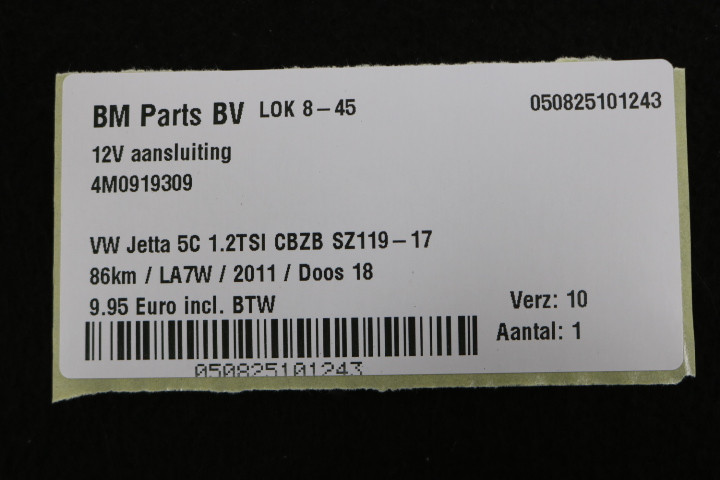 BM Parts BV LOK 8-45 050825101243
12V aansluiting
4M0919309
VW Jetta 5C 1.2TSI CBZB SZ119-17
86km / LA7W / 2011 / Doos 18
9.95 Euro incl. BTW Verz: 10
Aantal: 1
050825101243